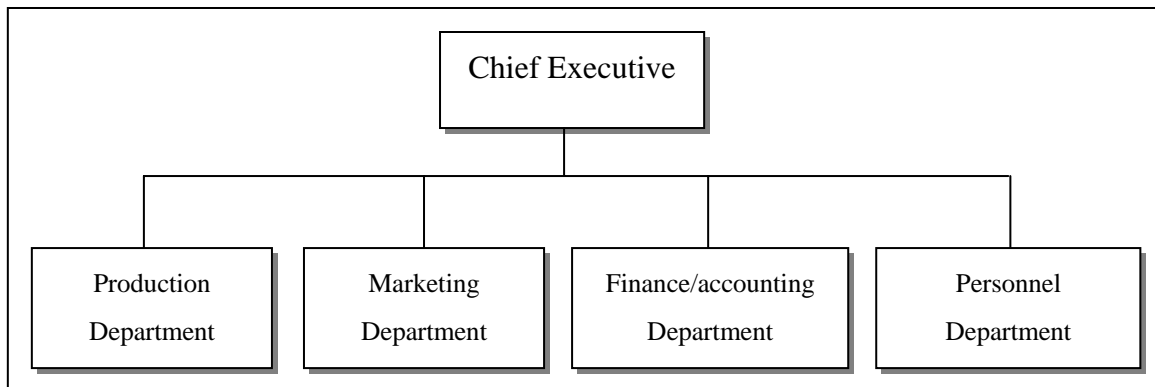 Chief Executive
Production
Department
Marketing
Department
Finance/accounting
Department
Personnel
Department